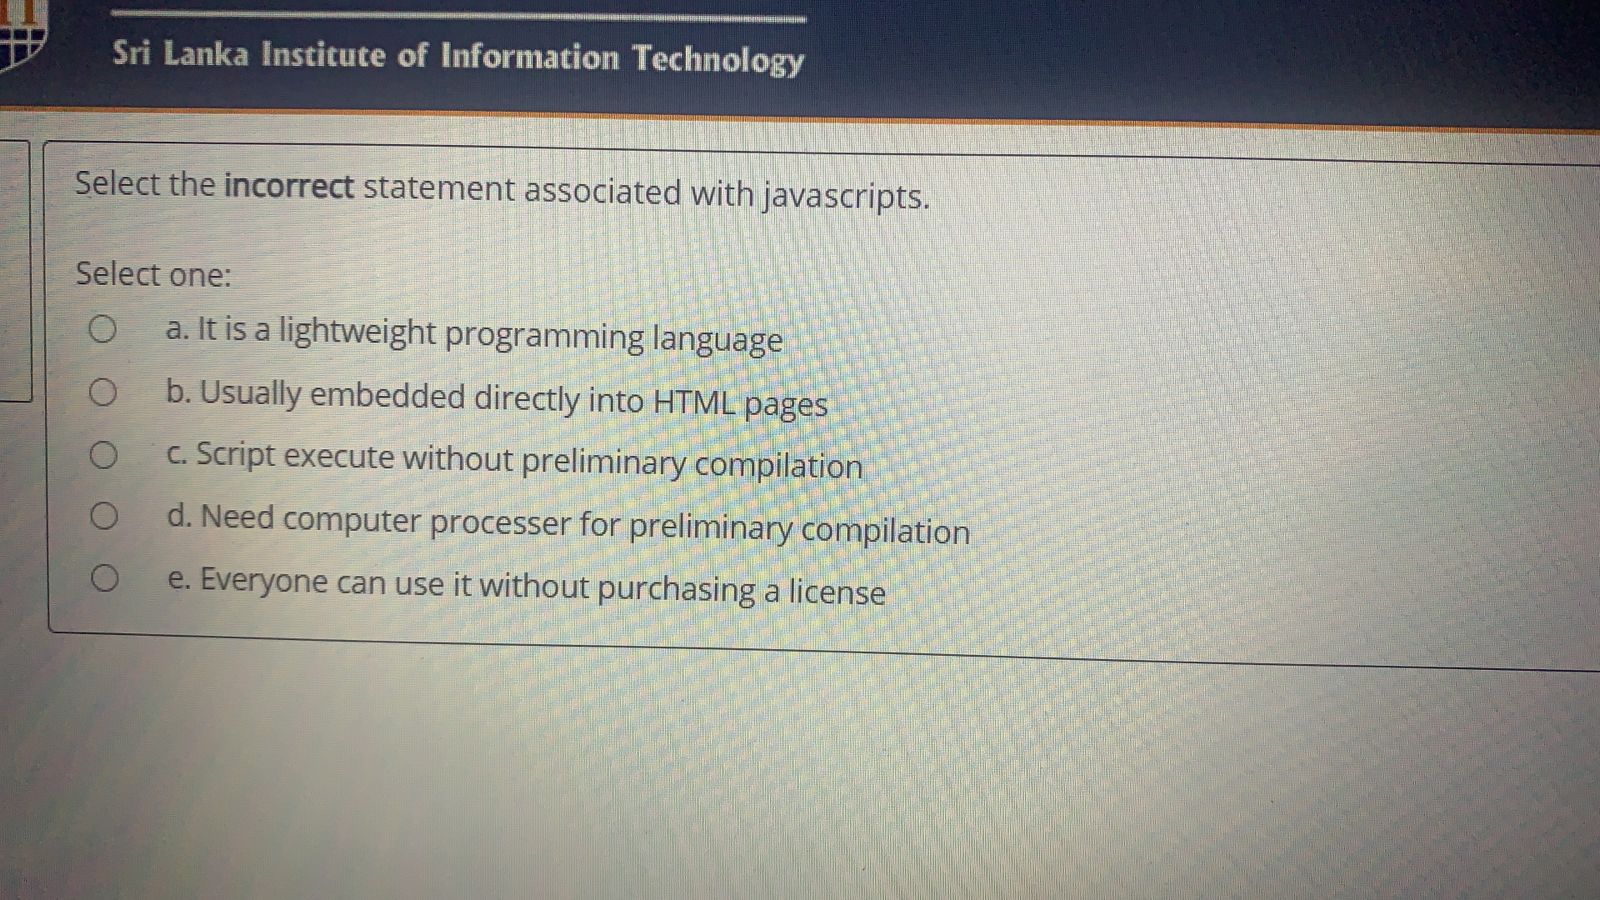 Sri Lanka Institute of Information Technology
Select the incorrect statement associated with javascripts.
Select one:
a. It is a lightweight programming language
b. Usually embedded directly into HTML pages
c. Script execute without preliminary compilation
d. Need computer processer for preliminary compilation
e. Everyone can use it without purchasing a license